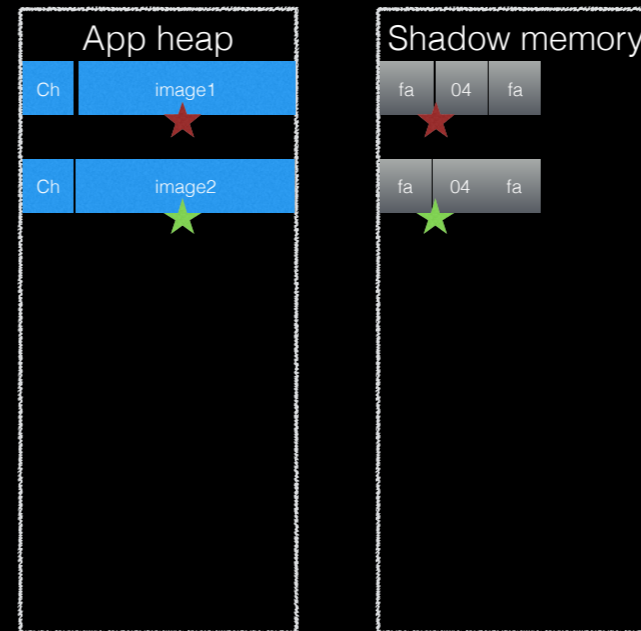 App heap
Ch image1
Ch image2
Shadow memory
fa 04 fa
fa 04 fa